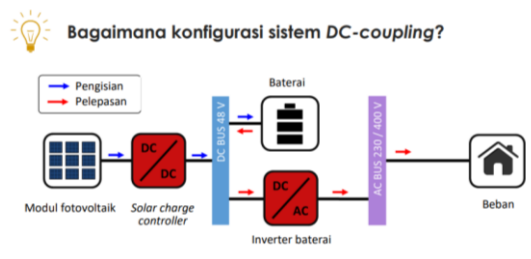 Bagaimana konfigurasi sistem DC-coupling?
Pengisian
Pelepasan
Baterai
DC BUS 48 V
AC BUS 230 / 400 V
DC
DC
DC
AC
Modul fotovoltaik
Solar charge
controller
Inverter baterai
Beban